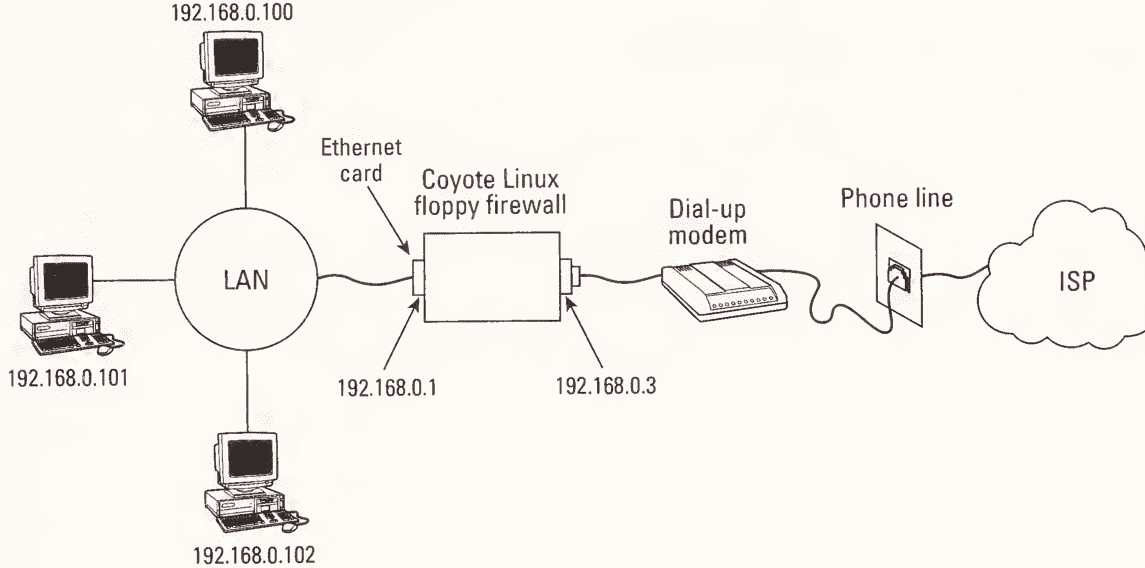 192.168.0.100
Ethernet
card
Coyote Linux
floppy firewall
Dial-up
modem
Phone line
LAN
ISP
192.168.0.101
192.168.0.1
192.168.0.3
192.168.0.102